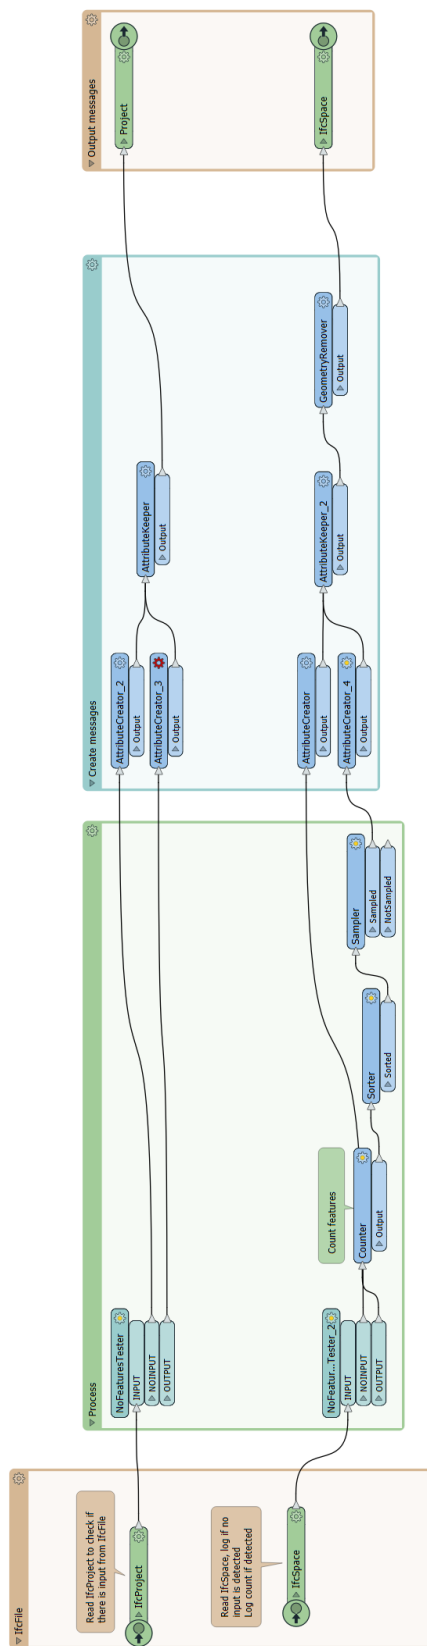 IfcFile
Read IfcProject to check if
there is input from IfcFile
IfcProject
Read IfcSpace, log if no
input is detected
Log count if detected
IfcSpace
Process
NoFeaturesTester
INPUT
NOINPUT
OUTPUT
NoFeatur...Tester_2
INPUT
NOINPUT
OUTPUT
Count features
Counter
Output
Sorter
Sorted
Sampler
Sampled
NotSampled
Create messages
AttributeCreator_2
Output
AttributeCreator_3
Output
AttributeCreator
Output
AttributeCreator_4
Output
AttributeKeeper
Output
AttributeKeeper_2
Output
GeometryRemover
Output
Output messages
Project
IfcSpace